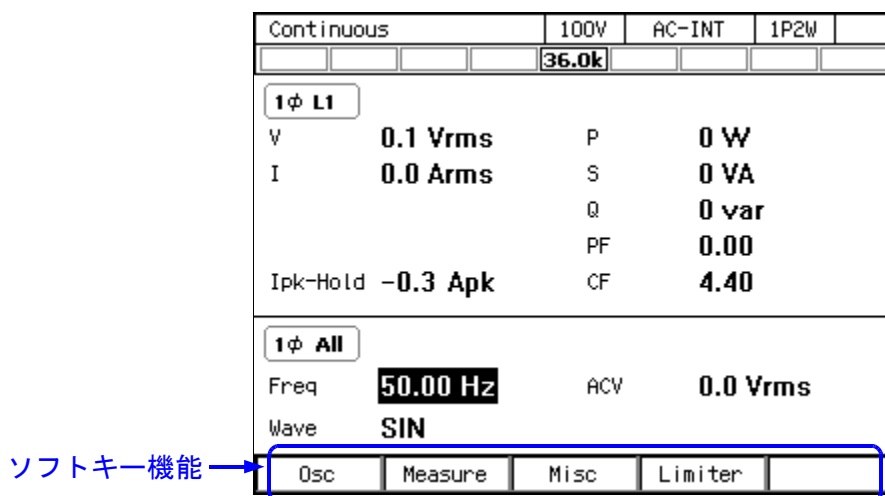 Continuous 100V AC-INT 1P2W
36.0k
1φ L1
V 0.1 Vrms P 0 W
I 0.0 Arms S 0 VA
Q 0 var
PF 0.00
Ipk-Hold -0.3 Apk CF 4.40
1φ All
Freq 50.00 Hz ACV 0.0 Vrms
Wave SIN
ソフトキー機能 Osc Measure Misc Limiter